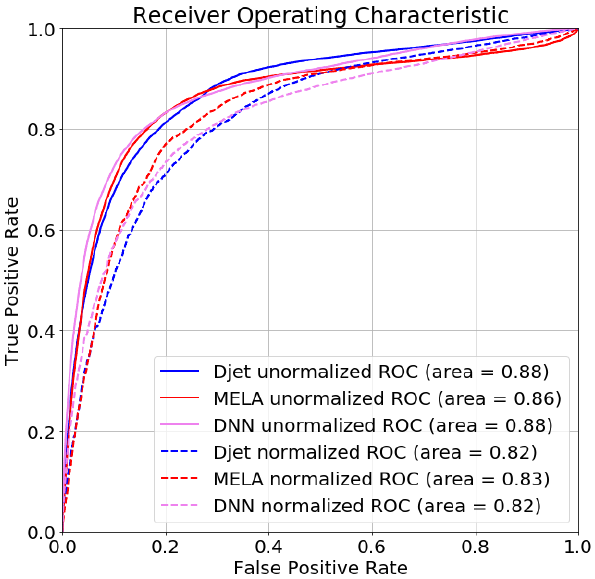 Receiver Operating Characteristic
1.0
0.8
0.6
0.4
0.2
0.0
True Positive Rate
Djet unormalized ROC (area = 0.88)
MELA unormalized ROC (area = 0.86)
DNN unormalized ROC (area = 0.88)
Djet normalized ROC (area = 0.82)
MELA normalized ROC (area = 0.83)
DNN normalized ROC (area = 0.82)
0.0 0.2 0.4 0.6 0.8 1.0
False Positive Rate